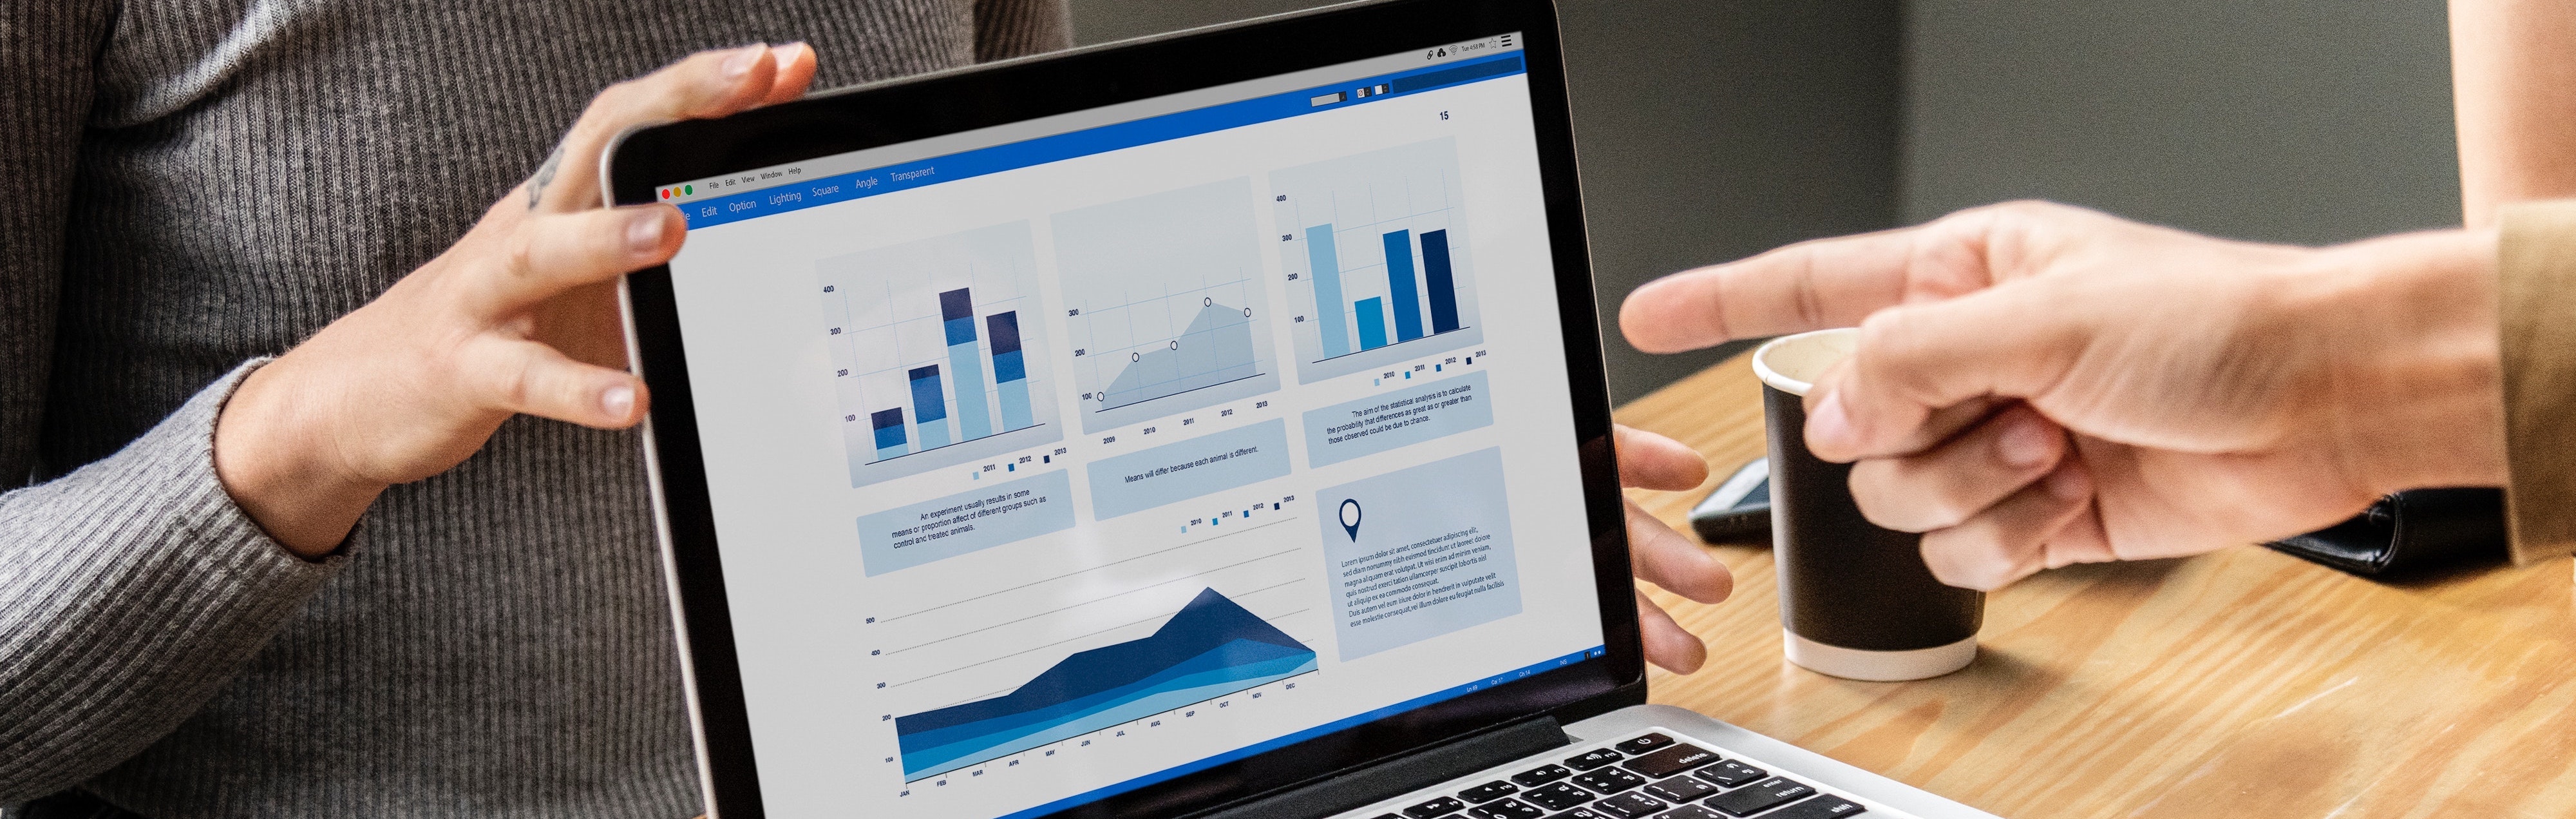 Tue 4:53 PM
File Edit View Window Help
Edit Option Lighting Square Angle Transparent
15
400
300
200
100
2011 2012 2013
An experiment usually results in some
means or proportion affect of different groups such as
control and treated animals.
300
200
100
2009 2010 2011 2012 2013
Means will differ because each animal is different.
400
300
200
100
2010 2011 2012 2013
The aim of the statistical analysis is to calculate
the probability that differences as great as or greater than
those observed could be due to chance.
2010 2011 2012 2013
500
400
300
200
100
JAN FEB MAR APR MAY JUN JUL AUG SEP OCT NOV DEC
Lorem ipsum dolor sit amet, consectetuer adipiscing elit,
sed diam nonummy nibh euismod tincidunt ut laoreet dolore
magna aliquam erat volutpat. Ut wisi enim ad minim veniam,
quis nostrud exerci tation ullamcorper suscipit lobortis nisl
ut aliquip ex ea commodo consequat.
Duis autem vel eum iriure dolor in hendrerit in vulputate velit
esse molestie consequat, vel illum dolore eu feugiat nulla facilisis
delete
return
shift